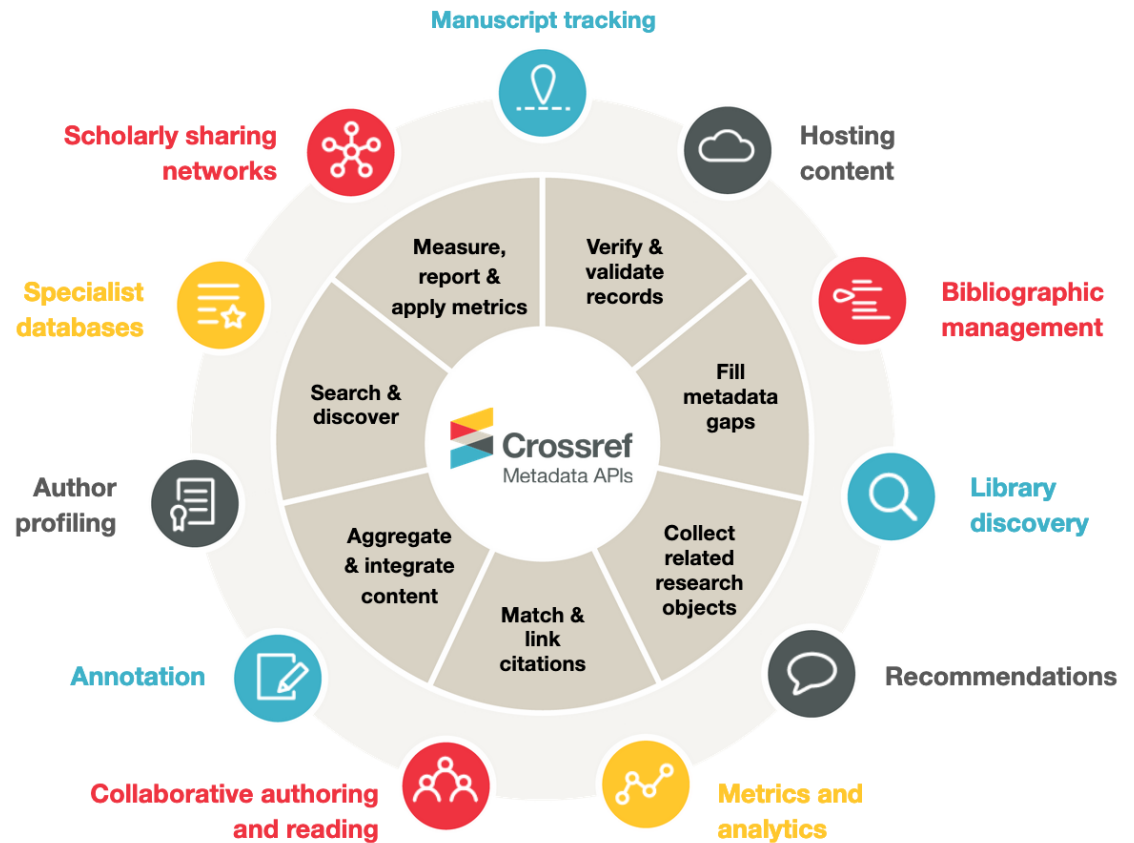 Manuscript tracking
Hosting
content
Bibliographic
management
Library
discovery
Recommendations
Metrics and
analytics
Collaborative authoring
and reading
Annotation
Author
profiling
Specialist
databases
Scholarly sharing
networks
Verify &
validate
records
Fill
metadata
gaps
Collect
related
research
objects
Match &
link
citations
Aggregate
& integrate
content
Search &
discover
Measure,
report &
apply metrics
Crossref
Metadata APIs